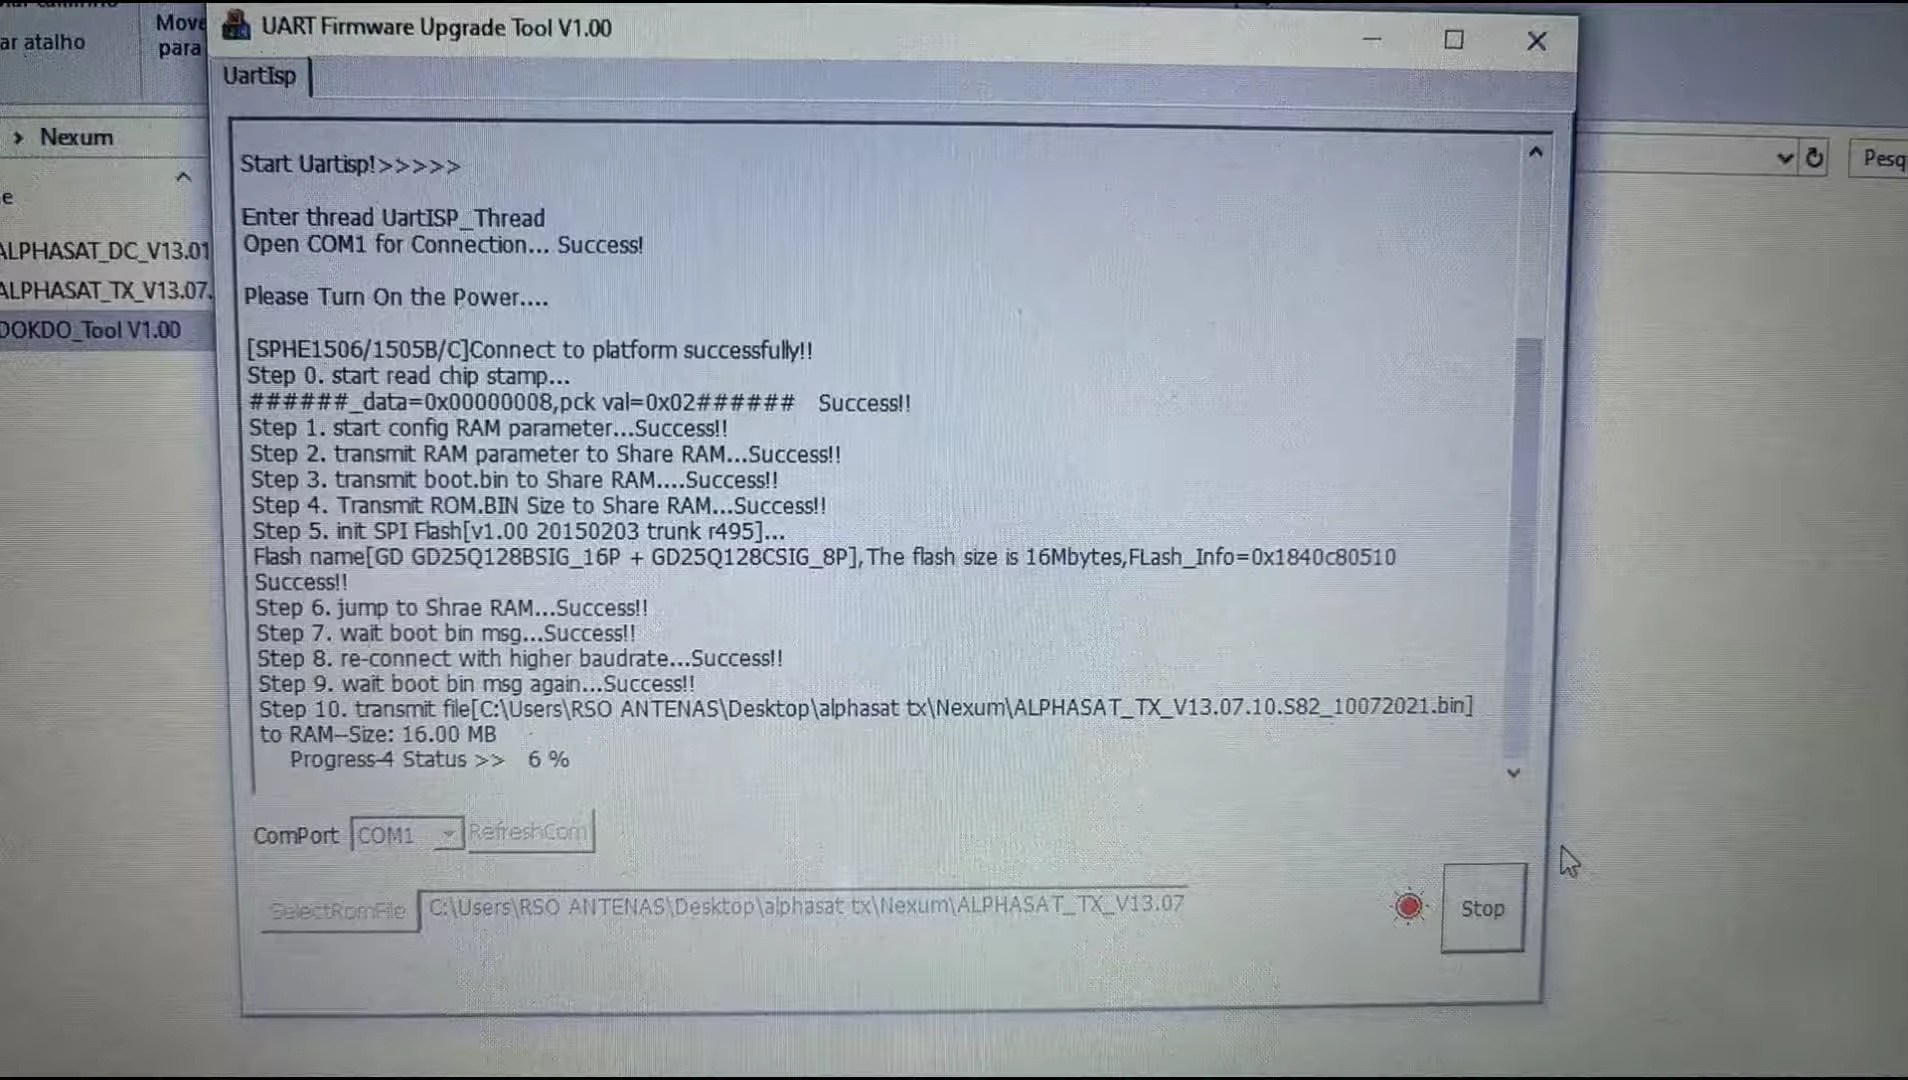 ar atalho
Move
para
UART Firmware Upgrade Tool V1.00
UartIsp
Nexum
Pesq
e
ALPHASAT_DC_V13.01
ALPHASAT_TX_V13.07.
DOKDO_Tool V1.00
Start Uartisp!>>>>>
Enter thread UartISP_Thread
Open COM1 for Connection... Success!
Please Turn On the Power....
[SPHE1506/1505B/C]Connect to platform successfully!!
Step 0. start read chip stamp...
######_data=0x00000008,pck val=0x02######   Success!!
Step 1. start config RAM parameter...Success!!
Step 2. transmit RAM parameter to Share RAM...Success!!
Step 3. transmit boot.bin to Share RAM....Success!!
Step 4. Transmit ROM.BIN Size to Share RAM...Success!!
Step 5. init SPI Flash[v1.00 20150203 trunk r495]...
Flash name[GD GD25Q128BSIG_16P + GD25Q128CSIG_8P],The flash size is 16Mbytes,FLash_Info=0x1840c80510
Success!!
Step 6. jump to Shrae RAM...Success!!
Step 7. wait boot bin msg...Success!!
Step 8. re-connect with higher baudrate...Success!!
Step 9. wait boot bin msg again...Success!!
Step 10. transmit file[C:\Users\RSO ANTENAS\Desktop\alphasat tx\Nexum\ALPHASAT_TX_V13.07.10.S82_10072021.bin]
to RAM--Size: 16.00 MB
Progress-4 Status >>   6 %
ComPort COM1 RefreshCom
SelectRomFile C:\Users\RSO ANTENAS\Desktop\alphasat tx\Nexum\ALPHASAT_TX_V13.07
Stop